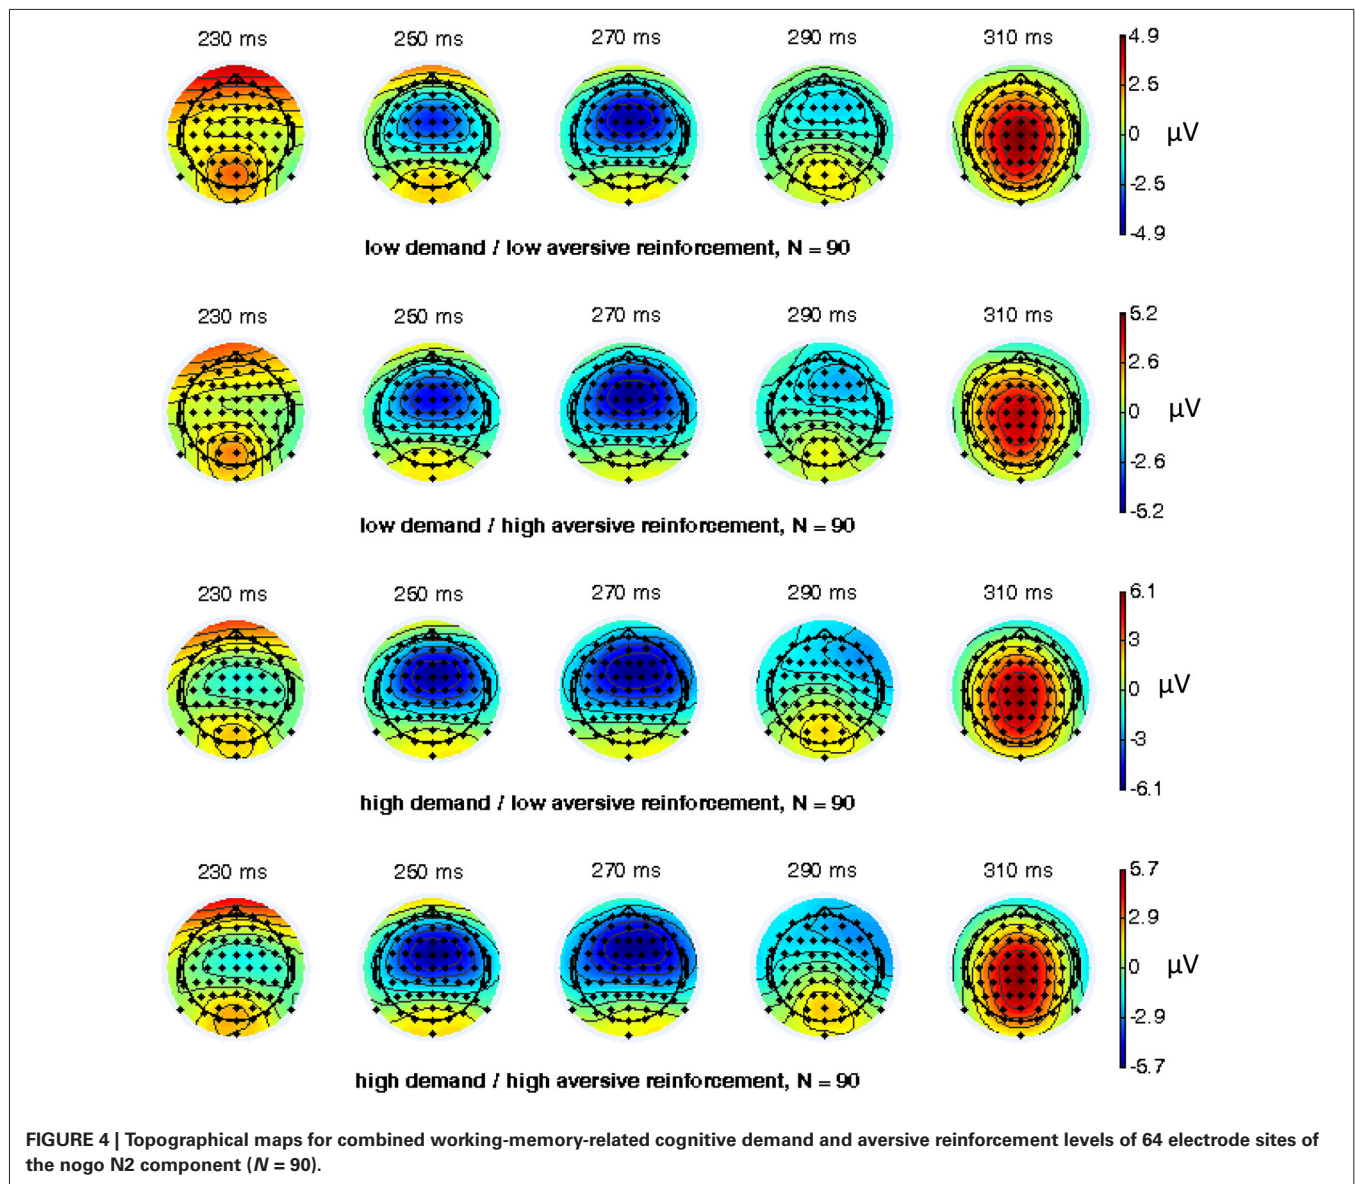 230 ms 250 ms 270 ms 290 ms 310 ms
4.9
2.5
0 µV
-2.5
-4.9
low demand / low aversive reinforcement, N = 90
230 ms 250 ms 270 ms 290 ms 310 ms
5.2
2.6
0 µV
-2.6
-5.2
low demand / high aversive reinforcement, N = 90
230 ms 250 ms 270 ms 290 ms 310 ms
6.1
3
0 µV
-3
-6.1
high demand / low aversive reinforcement, N = 90
230 ms 250 ms 270 ms 290 ms 310 ms
5.7
2.9
0 µV
-2.9
-5.7
high demand / high aversive reinforcement, N = 90
FIGURE 4 | Topographical maps for combined working-memory-related cognitive demand and aversive reinforcement levels of 64 electrode sites of
the nogo N2 component (N = 90).